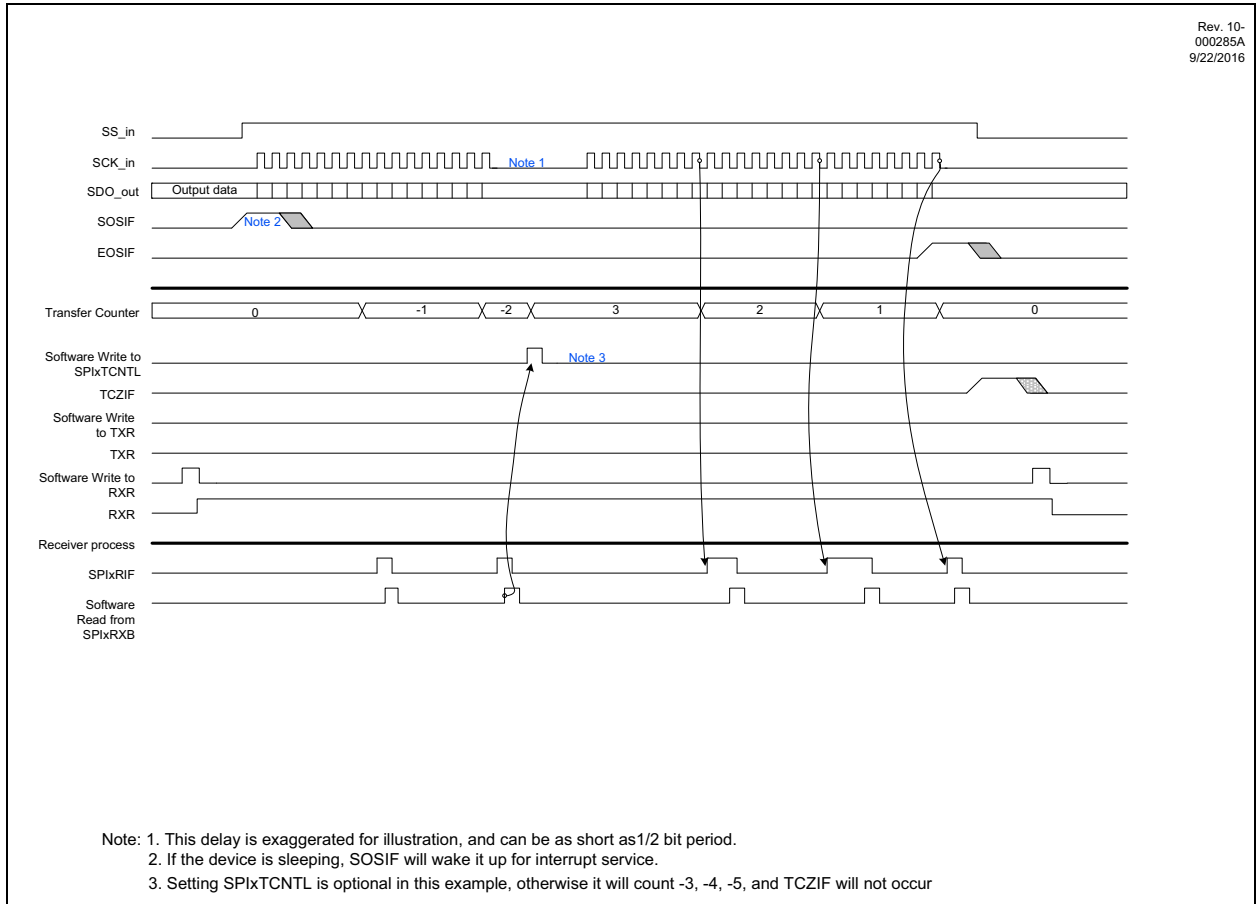 Rev. 10-
000285A
9/22/2016
SS_in
SCK_in
Note 1
SDO_out
Output data
SOSIF
Note 2
EOSIF
Transfer Counter
0
-1
-2
3
2
1
0
Software Write to
SPIxTCNTL
Note 3
TCZIF
Software Write
to TXR
TXR
Software Write to
RXR
RXR
Receiver process
SPIxRIF
Software
Read from
SPIxRXB
Note: 1. This delay is exaggerated for illustration, and can be as short as1/2 bit period.
2. If the device is sleeping, SOSIF will wake it up for interrupt service.
3. Setting SPIxTCNTL is optional in this example, otherwise it will count -3, -4, -5, and TCZIF will not occur